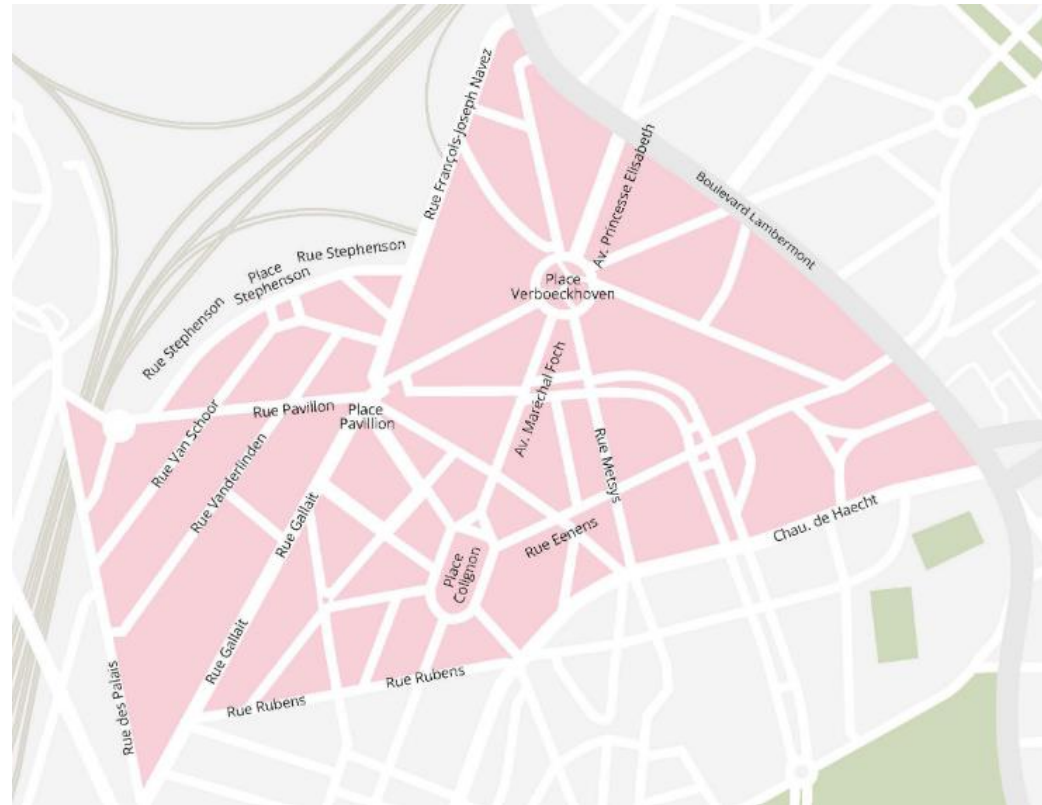 Rue François-Joseph Navez
Av. Princesse Elisabeth
Boulevard Lambermont
Rue Stephenson
Place
Stephenson
Rue Stephenson
Place
Verboeckhoven
Av. Maréchal Foch
Rue Pavillon
Place
Pavillion
Rue Van Schoor
Rue Vanderlinden
Rue Metsys
Rue Gallait
Rue Eenens
Chau. de Haecht
Place
Colignon
Rue Gallait
Rue des Palais
Rue Rubens
Rue Rubens